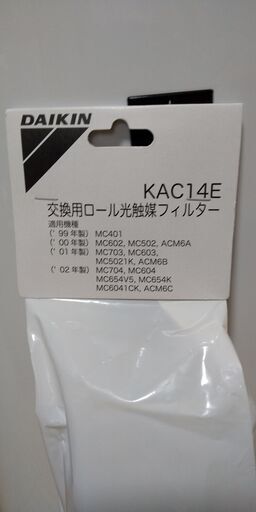 DAIKIN
KAC14E
交換用ロール光触媒フィルター
適用機種
('99年製) MC401
('00年製) MC602, MC502, ACM6A
('01年製) MC703, MC603,
MC5021K, ACM6B
('02年製) MC704, MC604
MC654V5, MC654K
MC6041CK, ACM6C